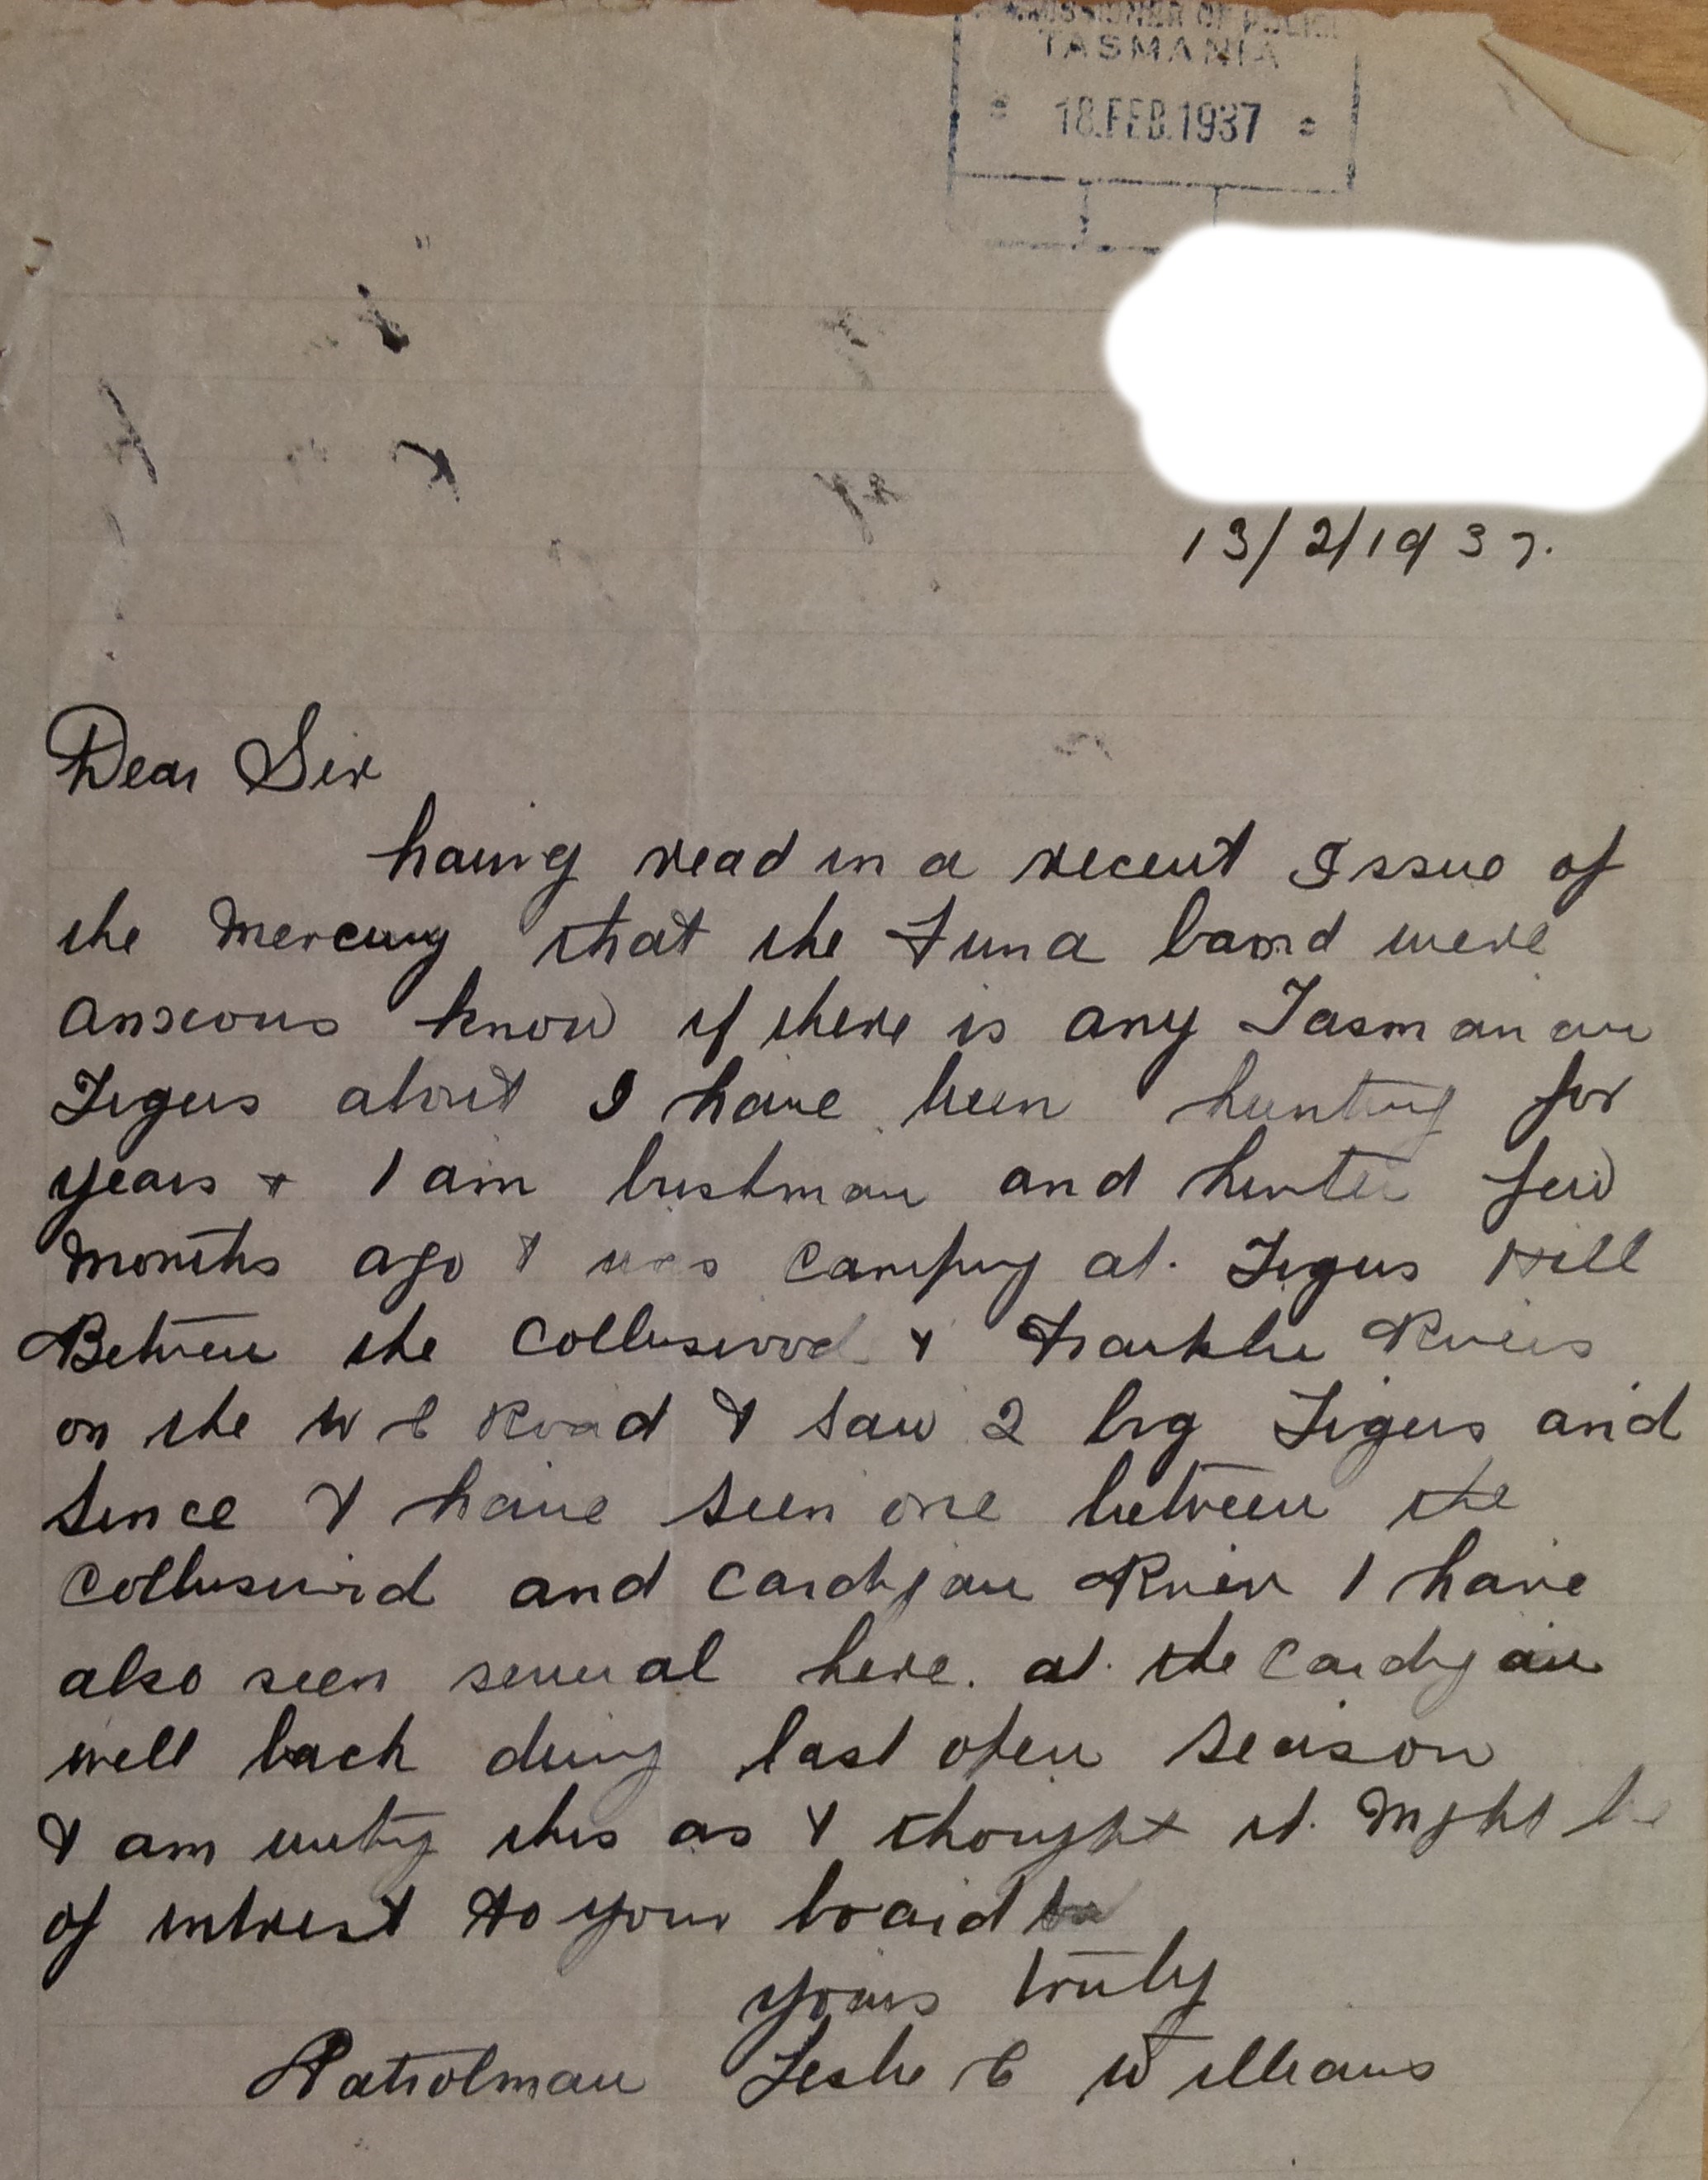 COMMISSIONER OF POLICE
TASMANIA
18.FEB.1937
13/2/1937.
Dear Sir
having read in a recent Issue of
the Mercury that the Funa board were
anxious know if there is any Tasmanian
Tigers about I have been hunting for
years + I am bushman and hunter few
Months ago I was camping at. Tigers Hill
Between the Collinswood & Franklin Rivers
on the W C Road I saw 2 big Tigers and
Since I have seen one between the
Collinswood and Cardigan River I have
also seen several here. at the Cardigan
well back during last open season
I am writing this as I thought it. Might be
of intrest to your board
yours truly
Patrolman Leslie C Williams